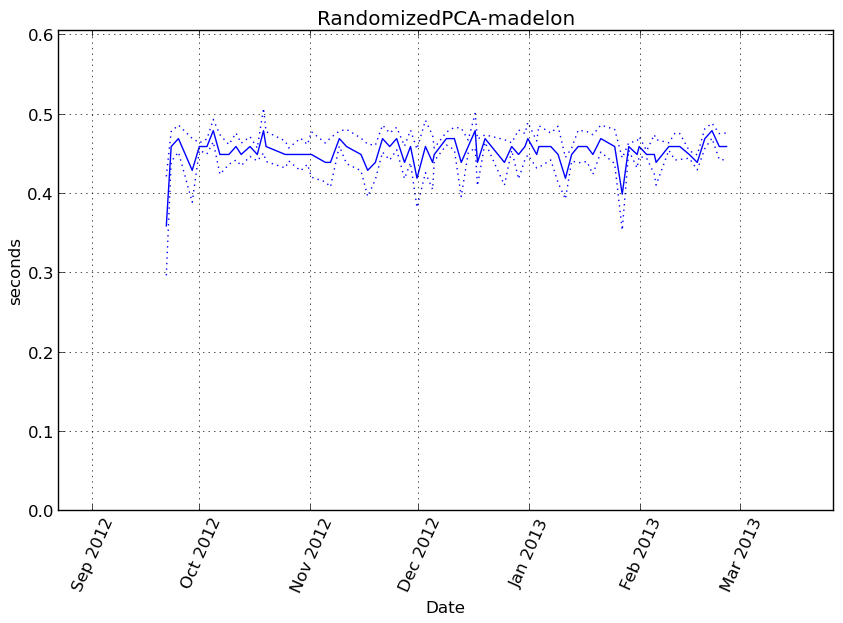 RandomizedPCA-madelon
0.6
0.5
0.4
0.3
0.2
0.1
0.0
seconds
Sep 2012
Oct 2012
Nov 2012
Dec 2012
Jan 2013
Feb 2013
Mar 2013
Date